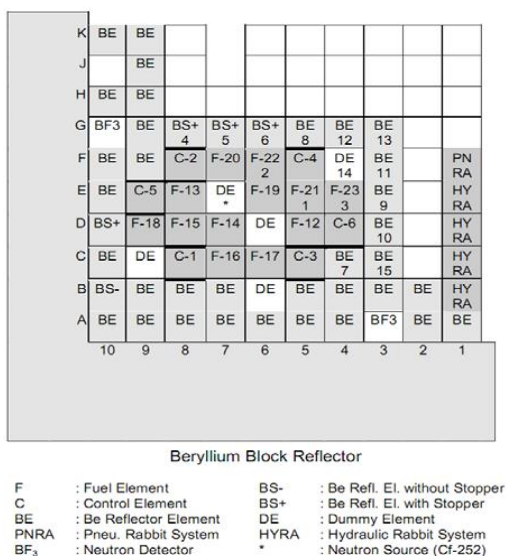 K BE BE
J BE
H BE BE
G BF3 BE BS+ BS+ BS+ BE BE BE
4 5 6 8 12 13
F BE BE C-2 F-20 F-22 C-4 DE BE PN
2 14 11 RA
E BE C-5 F-13 DE F-19 F-21 F-23 BE HY
* 1 3 9 RA
D BS+ F-18 F-15 F-14 DE F-12 C-6 BE HY
10 RA
C BE DE C-1 F-16 F-17 C-3 BE BE HY
7 15 RA
B BS- BE BE BE DE BE BE BE BE HY
RA
A BE BE BE BE BE BE BE BF3 BE BE
10 9 8 7 6 5 4 3 2 1
Beryllium Block Reflector
F : Fuel Element BS- : Be Refl. El. without Stopper
C : Control Element BS+ : Be Refl. El. with Stopper
BE : Be Reflector Element DE : Dummy Element
PNRA : Pneu. Rabbit System HYRA : Hydraulic Rabbit System
BF₃ : Neutron Detector * : Neutron Source (Cf-252)